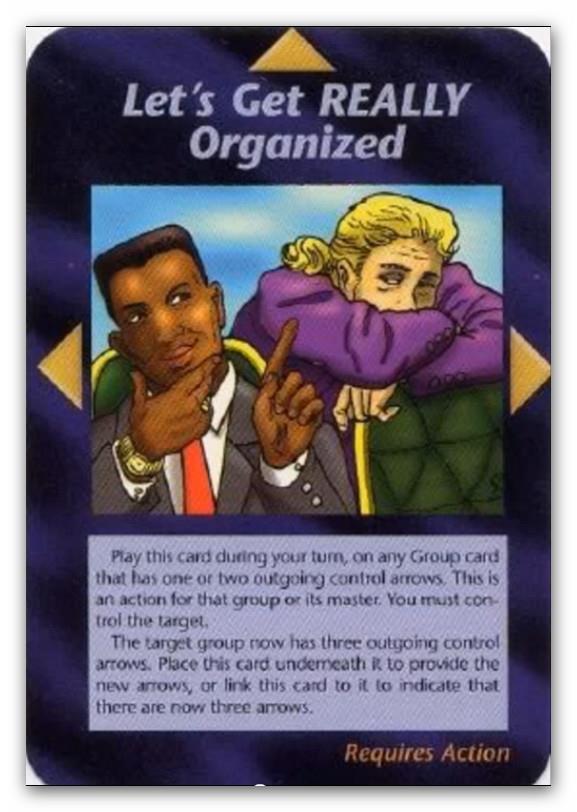 Let's Get REALLY
Organized
Play this card during your turn, on any Group card
that has one or two outgoing control arrows. This is
an action for that group or its master. You must con-
trol the target.
The target group now has three outgoing control
arrows. Place this card underneath it to provide the
new arrows, or link this card to it to indicate that
there are now three arrows.
Requires Action